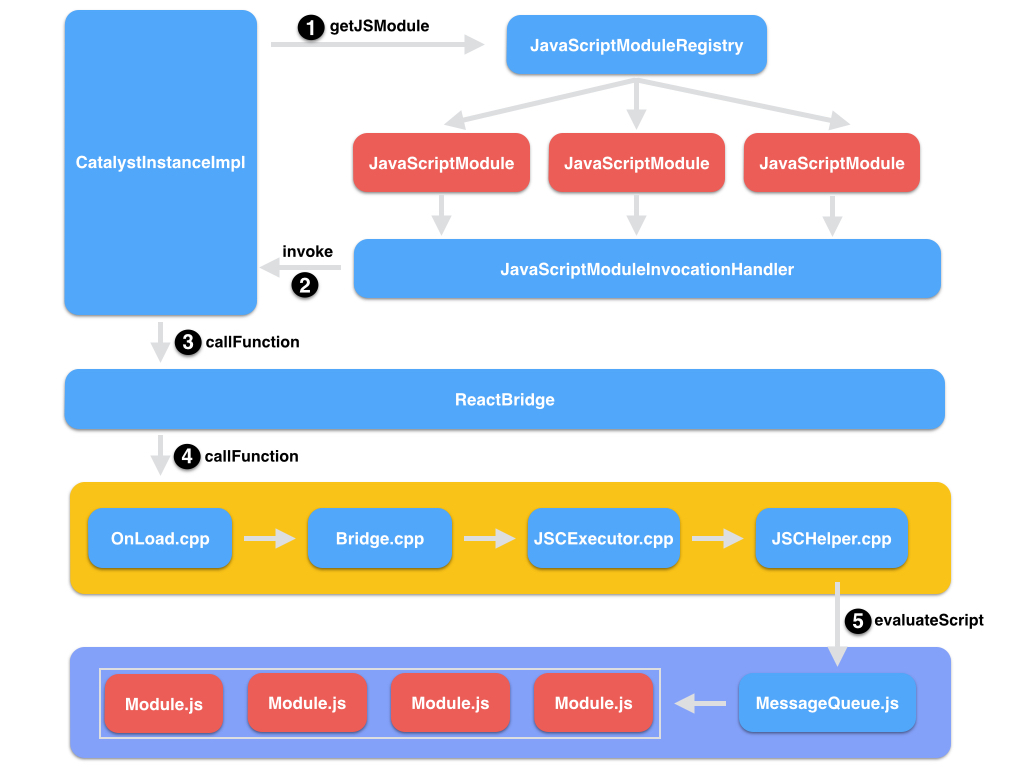 1 getJSModule
JavaScriptModuleRegistry
CatalystInstanceImpl
JavaScriptModule JavaScriptModule JavaScriptModule
invoke
2
JavaScriptModuleInvocationHandler
3 callFunction
ReactBridge
4 callFunction
OnLoad.cpp Bridge.cpp JSCExecutor.cpp JSCHelper.cpp
5 evaluateScript
Module.js Module.js Module.js Module.js MessageQueue.js